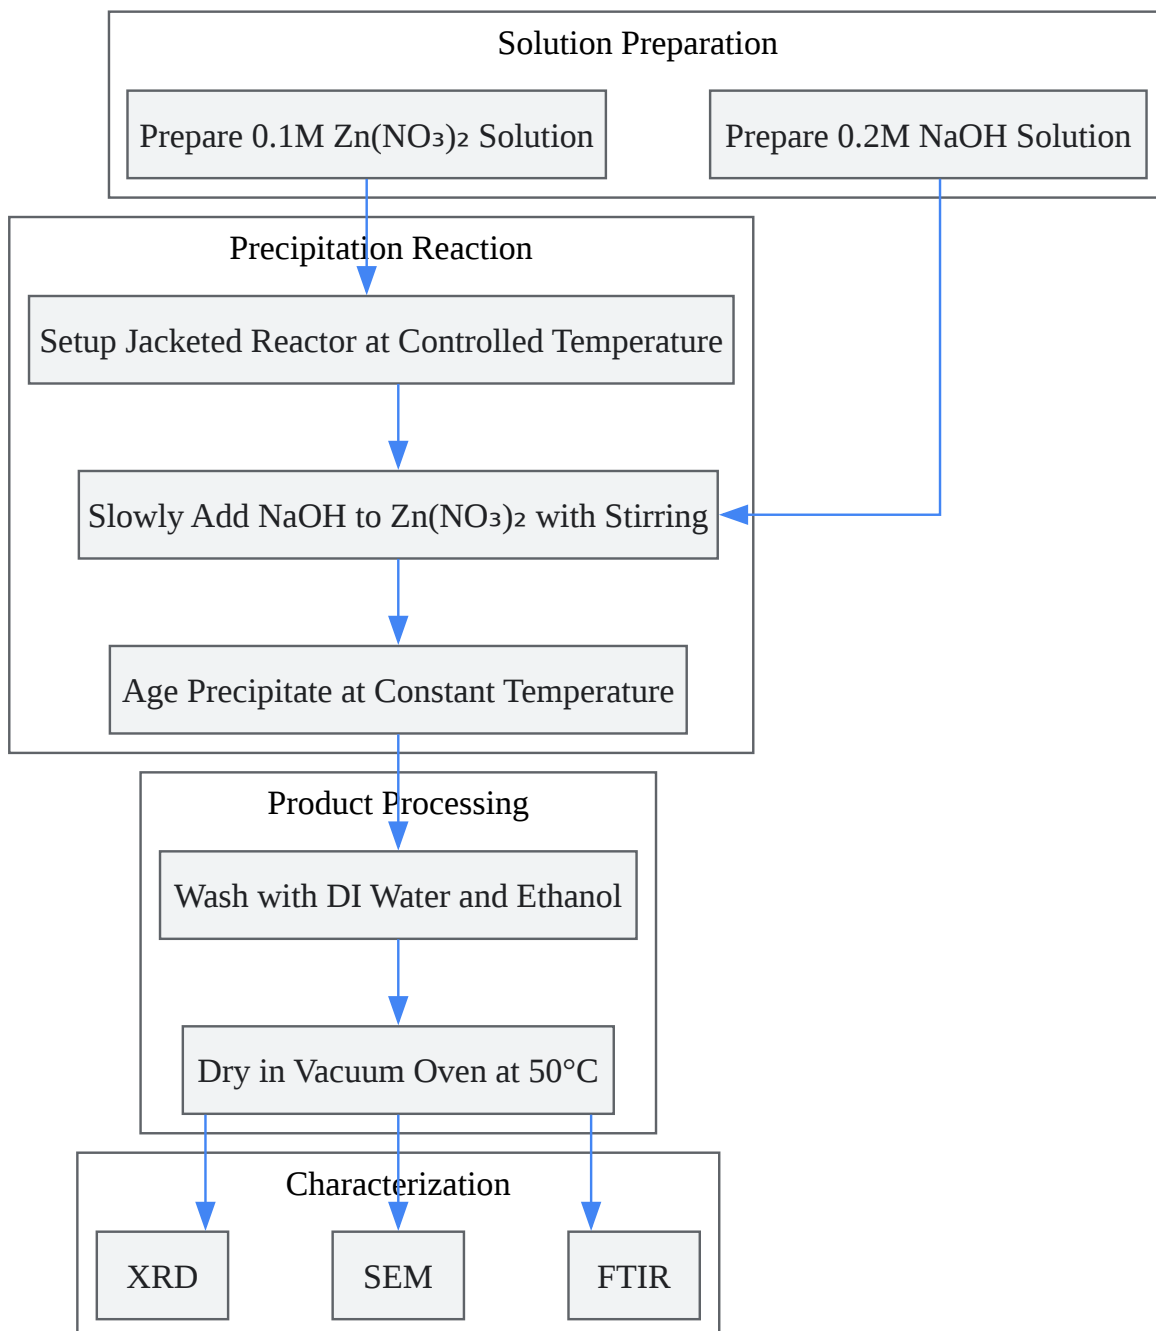 Solution Preparation
Prepare 0.1M Zn(NO₃)₂ Solution
Prepare 0.2M NaOH Solution
Precipitation Reaction
Setup Jacketed Reactor at Controlled Temperature
Slowly Add NaOH to Zn(NO₃)₂ with Stirring
Age Precipitate at Constant Temperature
Product Processing
Wash with DI Water and Ethanol
Dry in Vacuum Oven at 50°C
Characterization
XRD
SEM
FTIR